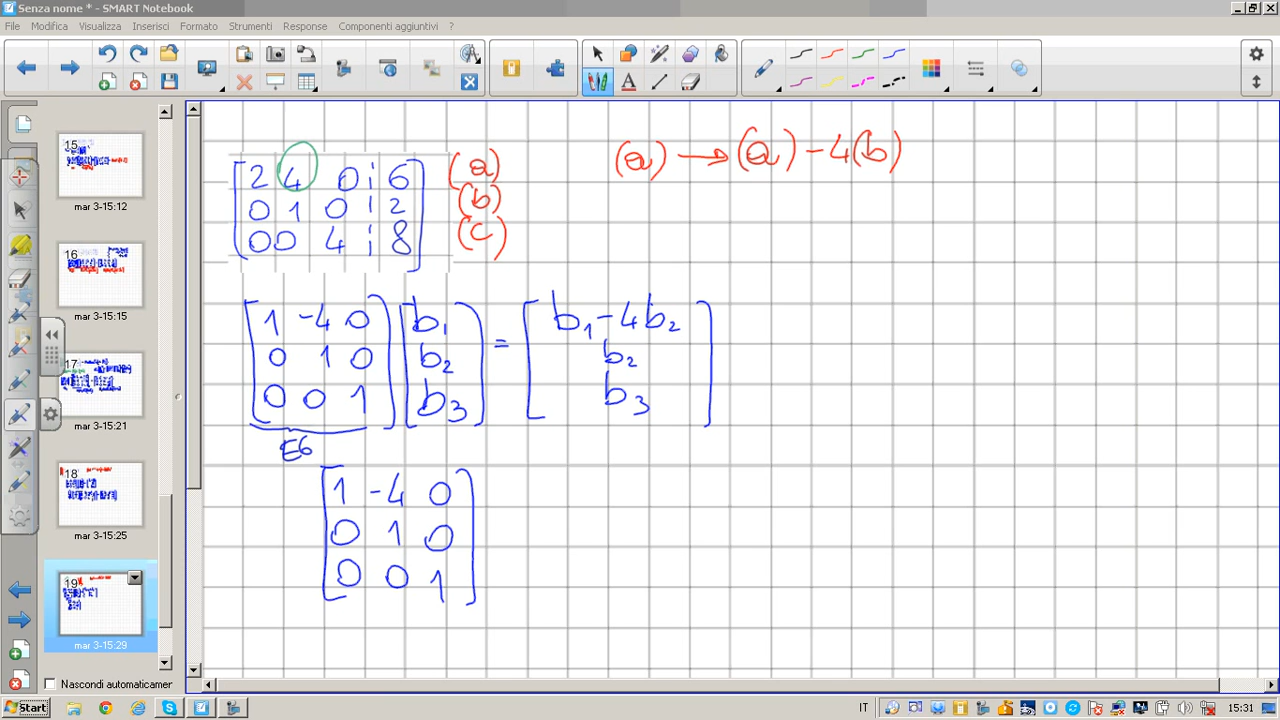 Senza nome * - SMART Notebook
File Modifica Visualizza Inserisci Formato Strumenti Response Componenti aggiuntivi ?
15
mar 3-15:12
16
mar 3-15:15
17
mar 3-15:21
18
mar 3-15:25
19
mar 3-15:29
Nascondi automaticamer
(a) → (a) - 4(b)
[2 4 0 ¦ 6] (a)
[0 1 0 ¦ 2] (b)
[0 0 4 ¦ 8] (c)
[1 -4 0] [b₁] = [b₁ - 4b₂]
[0 1 0] [b₂] [b₂]
[0 0 1] [b₃] [b₃]
E6
[1 -4 0]
[0 1 0]
[0 0 1]
Start IT 15:31